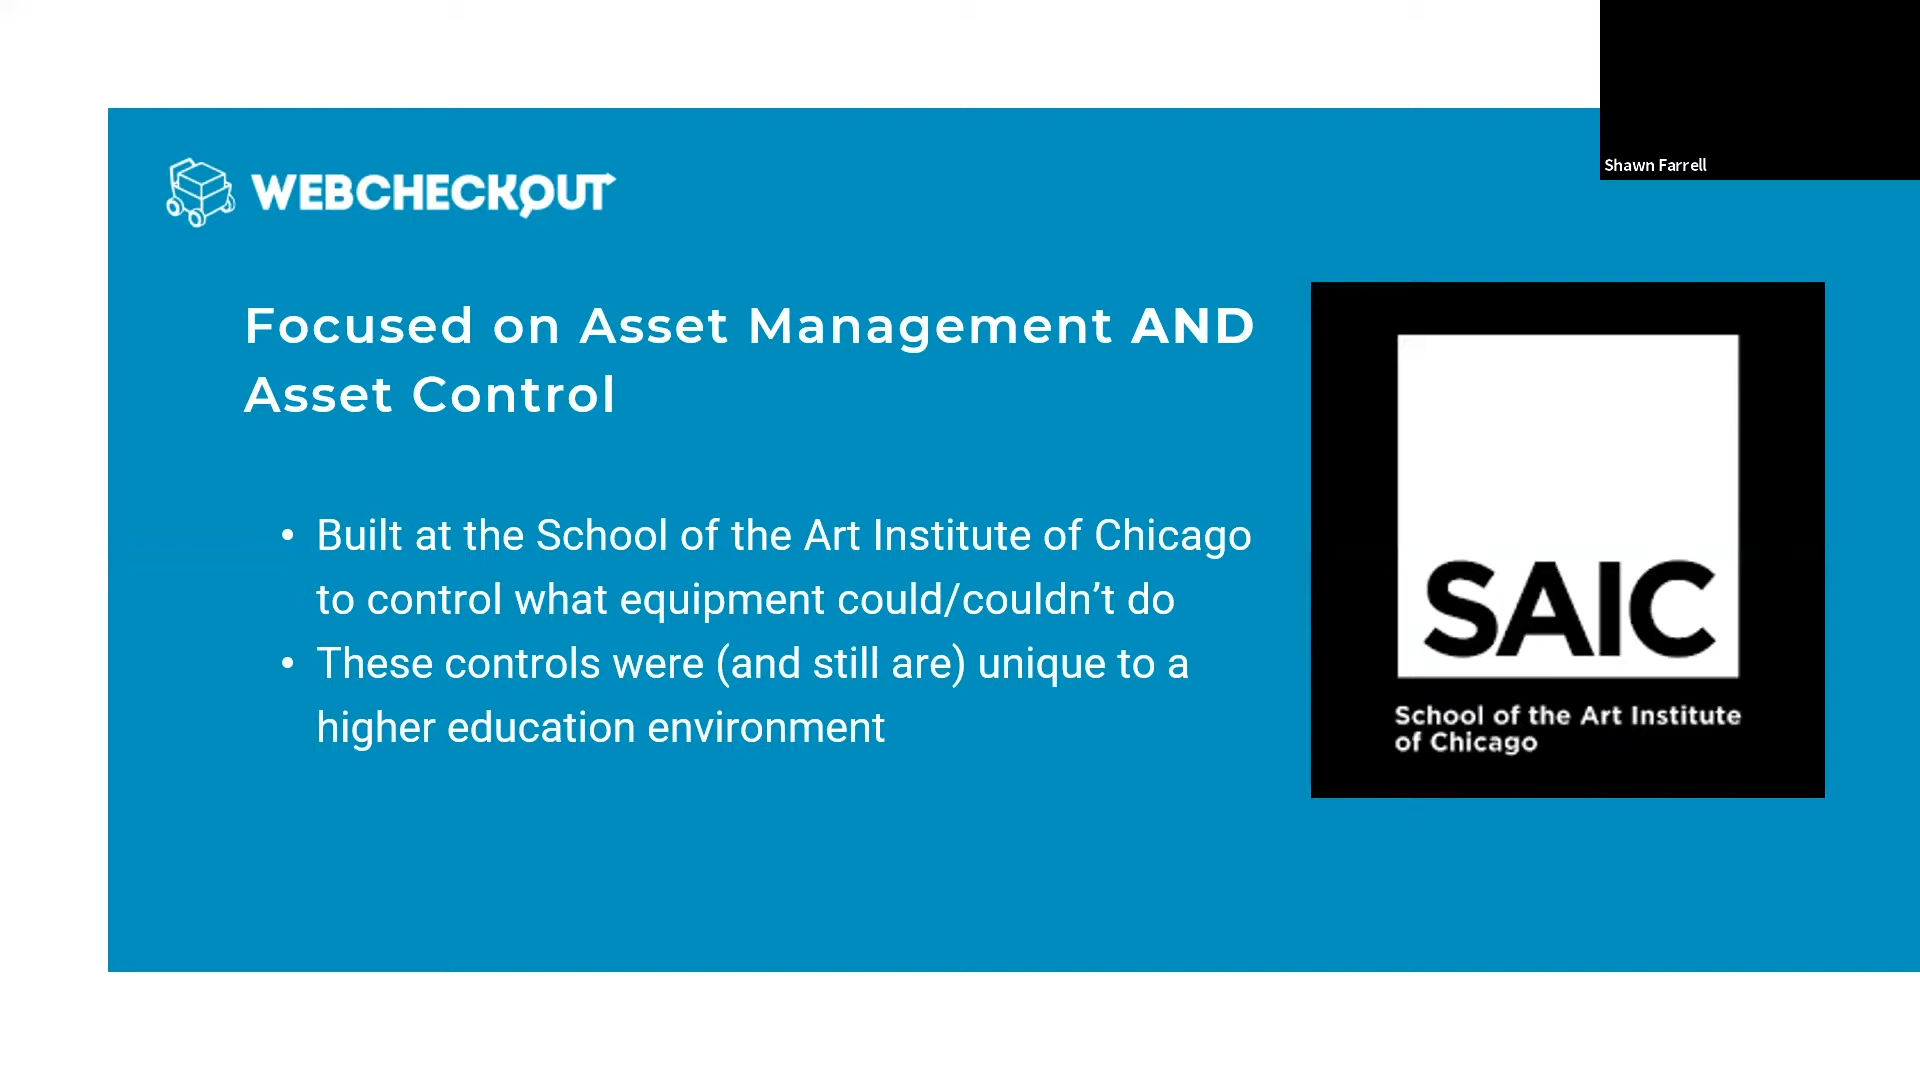 Shawn Farrell
WEBCHECKOUT
Focused on Asset Management AND
Asset Control
• Built at the School of the Art Institute of Chicago
to control what equipment could/couldn’t do
• These controls were (and still are) unique to a
higher education environment
SAIC
School of the Art Institute
of Chicago